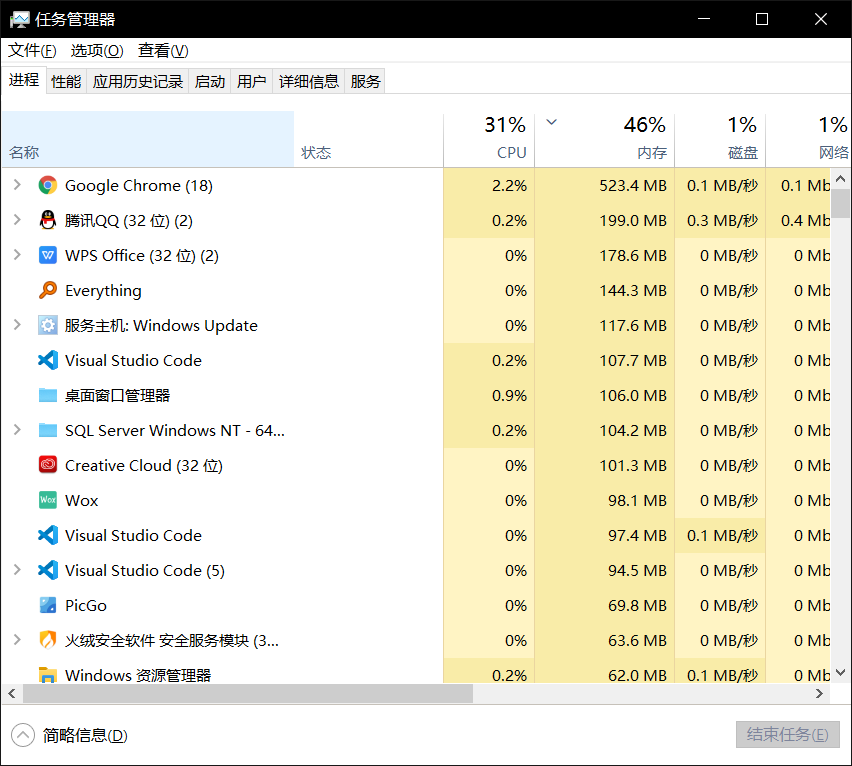 任务管理器
文件(F) 选项(O) 查看(V)
进程 性能 应用历史记录 启动 用户 详细信息 服务
31% 46% 1% 1%
名称 状态 CPU 内存 磁盘 网络
Google Chrome (18) 2.2% 523.4 MB 0.1 MB/秒 0.1 Mb
腾讯QQ (32 位) (2) 0.2% 199.0 MB 0.3 MB/秒 0.4 Mb
WPS Office (32 位) (2) 0% 178.6 MB 0 MB/秒 0 Mb
Everything 0% 144.3 MB 0 MB/秒 0 Mb
服务主机: Windows Update 0% 117.6 MB 0 MB/秒 0 Mb
Visual Studio Code 0.2% 107.7 MB 0 MB/秒 0 Mb
桌面窗口管理器 0.9% 106.0 MB 0 MB/秒 0 Mb
SQL Server Windows NT - 64... 0.2% 104.2 MB 0 MB/秒 0 Mb
Creative Cloud (32 位) 0% 101.3 MB 0 MB/秒 0 Mb
Wox Wox 0% 98.1 MB 0 MB/秒 0 Mb
Visual Studio Code 0% 97.4 MB 0.1 MB/秒 0 Mb
Visual Studio Code (5) 0% 94.5 MB 0 MB/秒 0 Mb
PicGo 0% 69.8 MB 0 MB/秒 0 Mb
火绒安全软件 安全服务模块 (3... 0% 63.6 MB 0 MB/秒 0 Mb
Windows 资源管理器 0.2% 62.0 MB 0.1 MB/秒 0 Mb
简略信息(D) 结束任务(E)